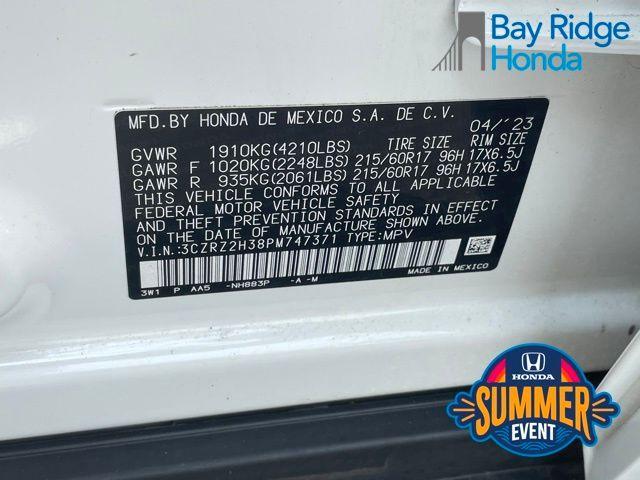 Bay Ridge
Honda
MFD.BY HONDA DE MEXICO S.A. DE C.V.
04/'23
GVWR 1910KG(4210LBS) TIRE SIZE RIM SIZE
GAWR F 1020KG(2248LBS) 215/60R17 96H 17X6.5J
GAWR R 935KG(2061LBS) 215/60R17 96H 17X6.5J
THIS VEHICLE CONFORMS TO ALL APPLICABLE
FEDERAL MOTOR VEHICLE SAFETY
AND THEFT PREVENTION STANDARDS IN
EFFECT ON THE DATE OF MANUFACTURE SHOWN ABOVE.
V.I.N.:3CZRZ2H38PM747371 TYPE:MPV
MADE IN MEXICO
3W1 P AA5 -NH883P -A -M
HONDA
SUMMER
EVENT